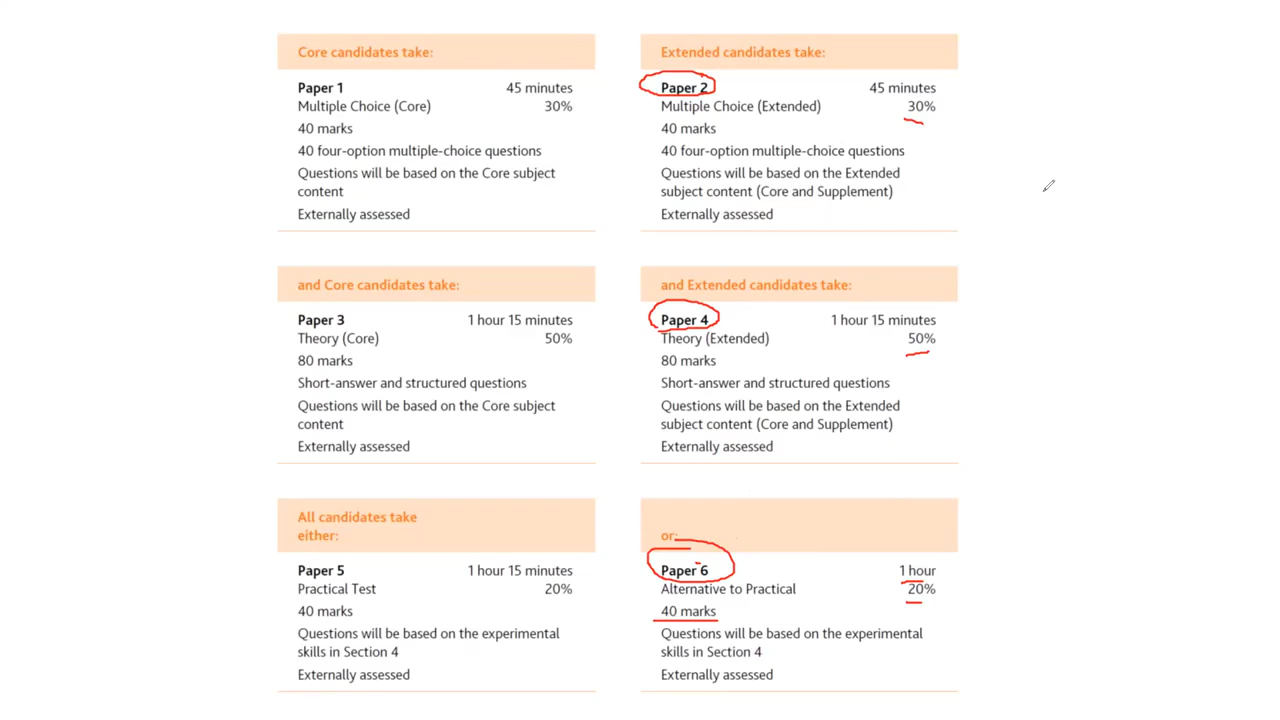 Core candidates take:
Paper 1 45 minutes
Multiple Choice (Core) 30%
40 marks
40 four-option multiple-choice questions
Questions will be based on the Core subject
content
Externally assessed
Extended candidates take:
Paper 2 45 minutes
Multiple Choice (Extended) 30%
40 marks
40 four-option multiple-choice questions
Questions will be based on the Extended
subject content (Core and Supplement)
Externally assessed
and Core candidates take:
Paper 3 1 hour 15 minutes
Theory (Core) 50%
80 marks
Short-answer and structured questions
Questions will be based on the Core subject
content
Externally assessed
and Extended candidates take:
Paper 4 1 hour 15 minutes
Theory (Extended) 50%
80 marks
Short-answer and structured questions
Questions will be based on the Extended
subject content (Core and Supplement)
Externally assessed
All candidates take
either:
Paper 5 1 hour 15 minutes
Practical Test 20%
40 marks
Questions will be based on the experimental
skills in Section 4
Externally assessed
or:
Paper 6 1 hour
Alternative to Practical 20%
40 marks
Questions will be based on the experimental
skills in Section 4
Externally assessed